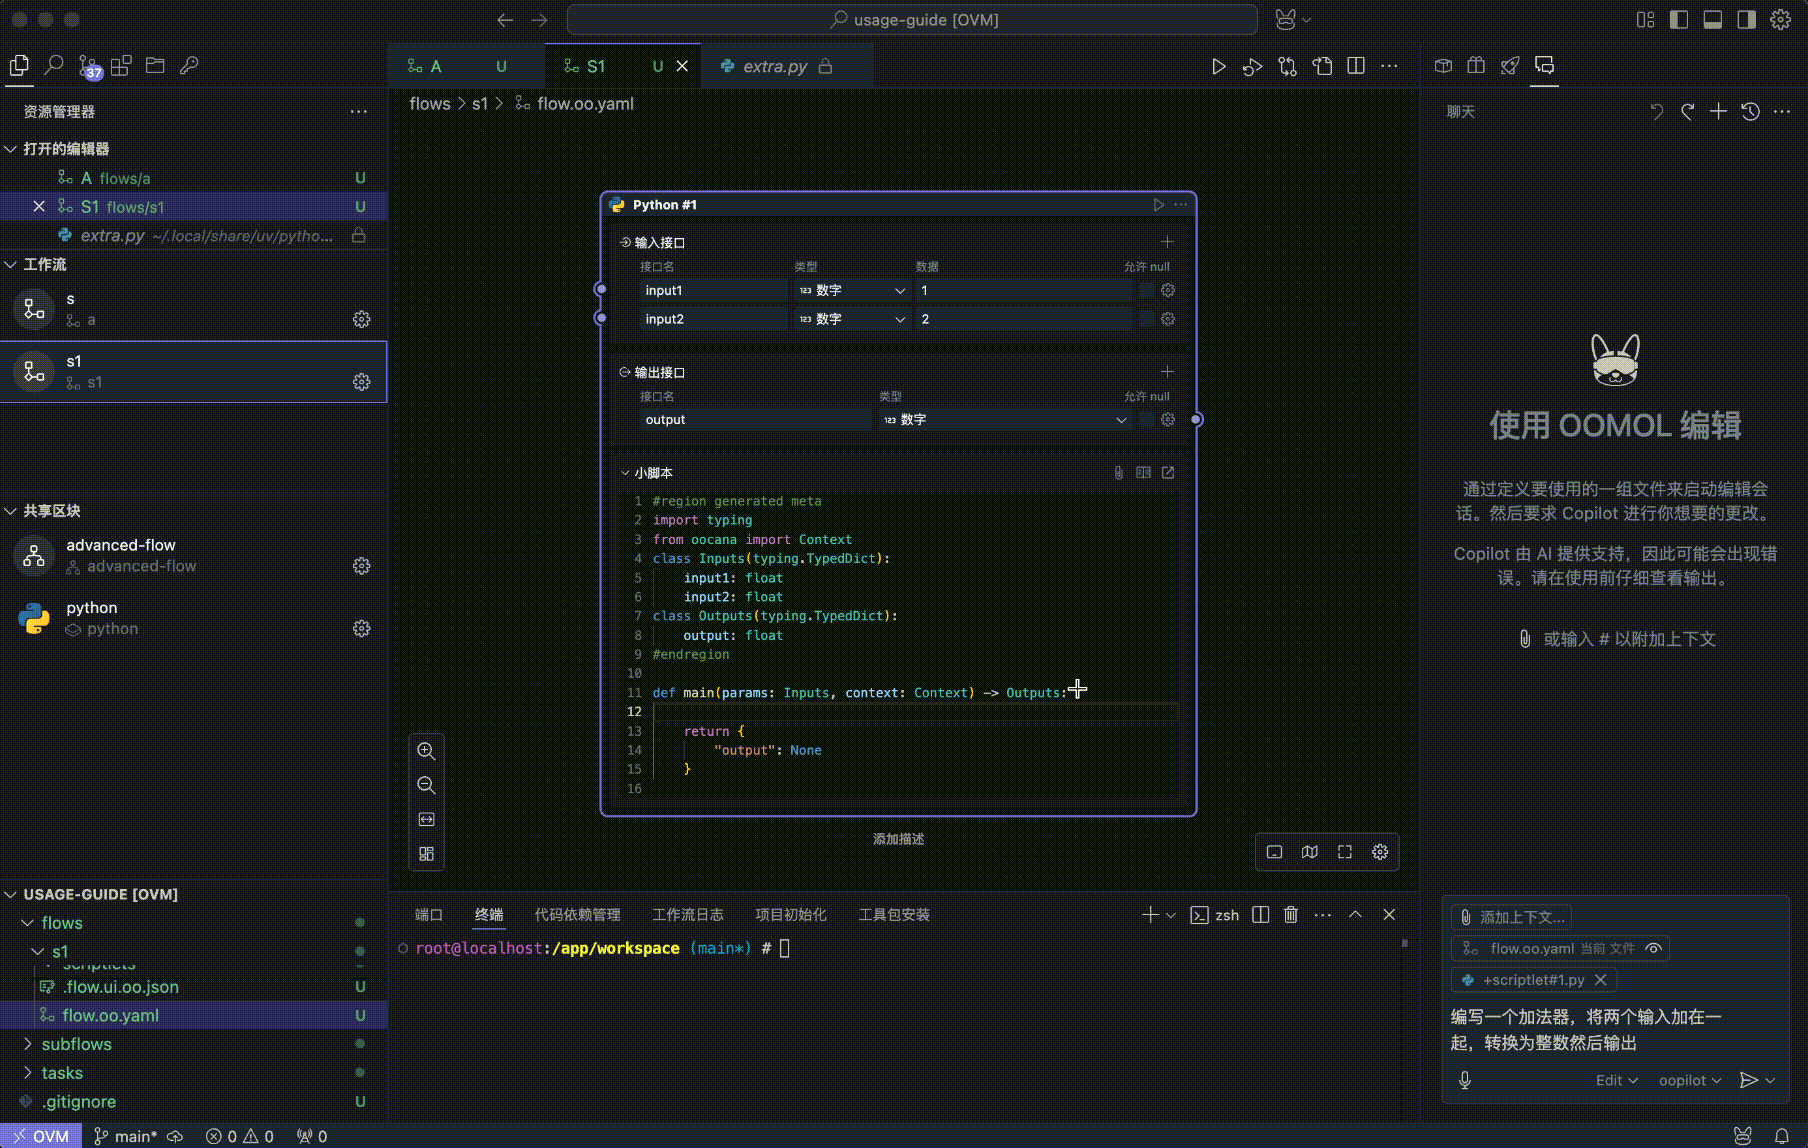 usage-guide [OVM]
37
资源管理器
打开的编辑器
A flows/a U
S1 flows/s1 U
extra.py ~/.local/share/uv/pytho...
工作流
s
a
s1
s1
共享区块
advanced-flow
advanced-flow
python
python
USAGE-GUIDE [OVM]
flows
s1
scriptlets
.flow.ui.oo.json U
flow.oo.yaml U
subflows
tasks
.gitignore U
A U
S1 U
extra.py
flows > s1 > flow.oo.yaml
Python #1
输入接口
接口名 类型 数据 允许 null
input1 123 数字 1
input2 123 数字 2
输出接口
接口名 类型 允许 null
output 123 数字
小脚本
1 #region generated meta
2 import typing
3 from oocana import Context
4 class Inputs(typing.TypedDict):
5 input1: float
6 input2: float
7 class Outputs(typing.TypedDict):
8 output: float
9 #endregion
10
11 def main(params: Inputs, context: Context) -> Outputs:
12
13 return {
14 "output": None
15 }
16
添加描述
端口 终端 代码依赖管理 工作流日志 项目初始化 工具包安装
zsh
root@localhost:/app/workspace (main*) #
聊天
使用 OOMOL 编辑
通过定义要使用的一组文件来启动编辑会
话。然后要求 Copilot 进行你想要的更改。
Copilot 由 AI 提供支持，因此可能会出现错
误。请在使用前仔细查看输出。
或输入 # 以附加上下文
添加上下文...
flow.oo.yaml 当前 文件
+scriptlet#1.py
编写一个加法器，将两个输入加在一
起，转换为整数然后输出
Edit oopilot
OVM main* 0 0 0